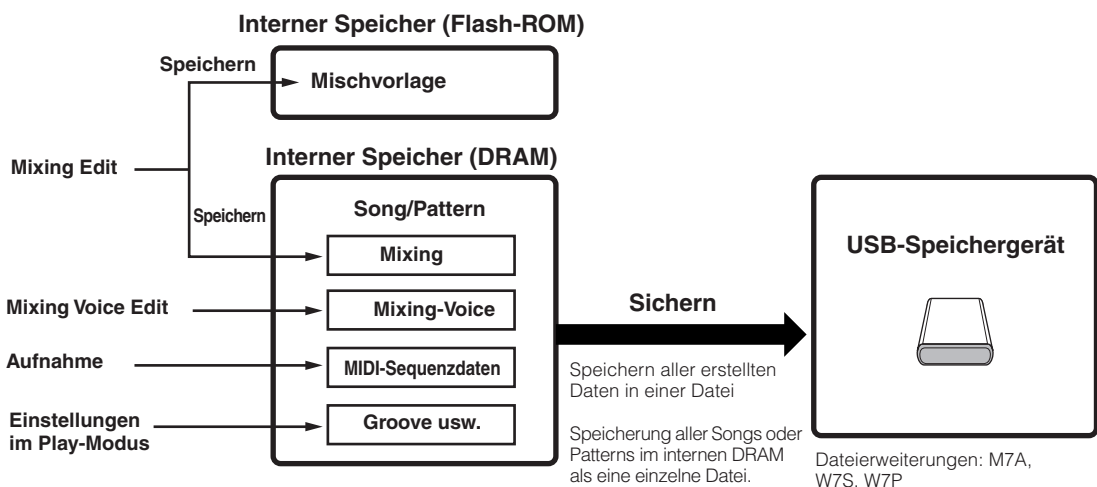 Interner Speicher (Flash-ROM)
Speichern
Mischvorlage
Mixing Edit
Interner Speicher (DRAM)
Speichern
Song/Pattern
Mixing
Mixing Voice Edit
Mixing-Voice
Aufnahme
MIDI-Sequenzdaten
Einstellungen
im Play-Modus
Groove usw.
Sichern
Speichern aller erstellten
Daten in einer Datei
Speicherung aller Songs oder
Patterns im internen DRAM
als eine einzelne Datei.
USB-Speichergerät
Dateierweiterungen: M7A,
W7S, W7P